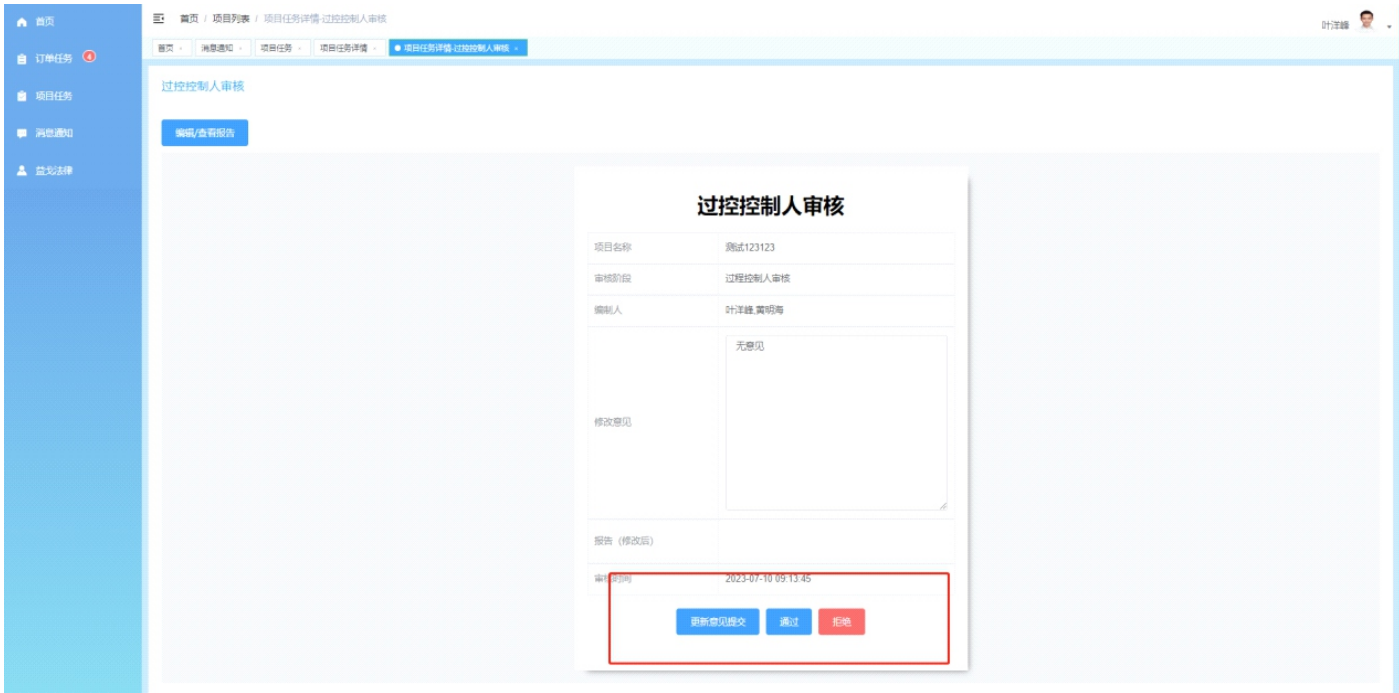 首页
订单任务 4
项目任务
消息通知
益戈法律
首页 / 项目列表 / 项目任务详情-过控控制人审核
叶洋峰
首页 × 消息通知 × 项目任务 × 项目任务详情 × 项目任务详情-过控控制人审核 ×
过控控制人审核
编辑/查看报告
过控控制人审核
项目名称 测试123123
审核阶段 过程控制人审核
编制人 叶洋峰,黄明海
修改意见 无意见
报告（修改后）
审核时间 2023-07-10 09:13:45
更新意见提交 通过 拒绝